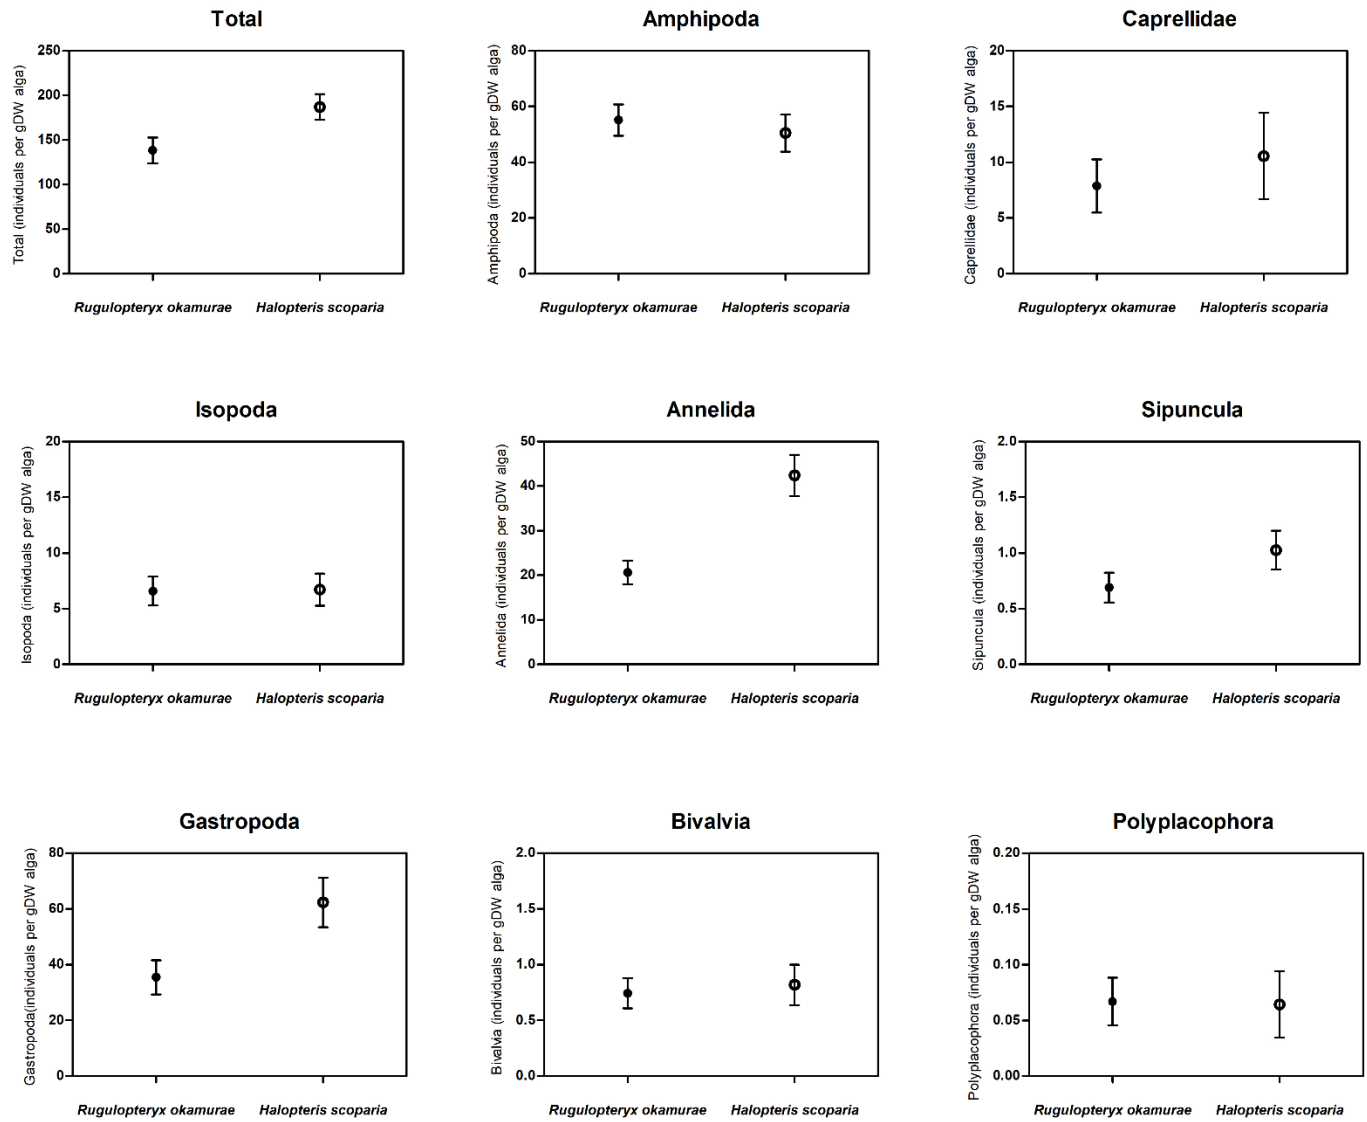 Total
Total (individuals per gDW alga)
250
200
150
100
50
0
Rugulopteryx okamurae Halopteris scoparia
Amphipoda
Amphipoda (individuals per gDW alga)
80
60
40
20
0
Rugulopteryx okamurae Halopteris scoparia
Caprellidae
Caprellidae (individuals per gDW alga)
20
15
10
5
0
Rugulopteryx okamurae Halopteris scoparia
Isopoda
Isopoda (individuals per gDW alga)
20
15
10
5
0
Rugulopteryx okamurae Halopteris scoparia
Annelida
Annelida (individuals per gDW alga)
50
40
30
20
10
0
Rugulopteryx okamurae Halopteris scoparia
Sipuncula
Sipuncula (individuals per gDW alga)
2.0
1.5
1.0
0.5
0.0
Rugulopteryx okamurae Halopteris scoparia
Gastropoda
Gastropoda(individuals per gDW alga)
80
60
40
20
0
Rugulopteryx okamurae Halopteris scoparia
Bivalvia
Bivalvia (individuals per gDW alga)
2.0
1.5
1.0
0.5
0.0
Rugulopteryx okamurae Halopteris scoparia
Polyplacophora
Polyplacophora (individuals per gDW alga)
0.20
0.15
0.10
0.05
0.00
Rugulopteryx okamurae Halopteris scoparia